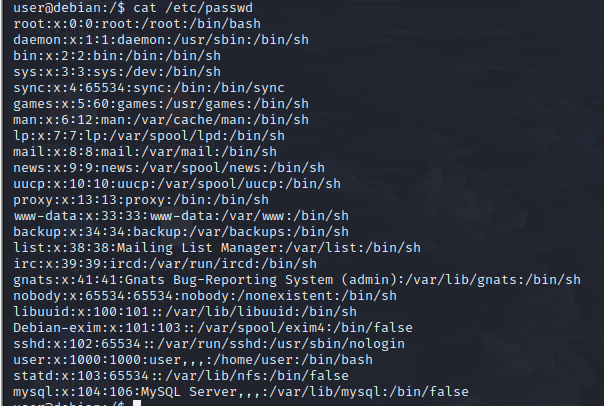 user@debian:/$ cat /etc/passwd
root:x:0:0:root:/root:/bin/bash
daemon:x:1:1:daemon:/usr/sbin:/bin/sh
bin:x:2:2:bin:/bin:/bin/sh
sys:x:3:3:sys:/dev:/bin/sh
sync:x:4:65534:sync:/bin:/bin/sync
games:x:5:60:games:/usr/games:/bin/sh
man:x:6:12:man:/var/cache/man:/bin/sh
lp:x:7:7:lp:/var/spool/lpd:/bin/sh
mail:x:8:8:mail:/var/mail:/bin/sh
news:x:9:9:news:/var/spool/news:/bin/sh
uucp:x:10:10:uucp:/var/spool/uucp:/bin/sh
proxy:x:13:13:proxy:/bin:/bin/sh
www-data:x:33:33:www-data:/var/www:/bin/sh
backup:x:34:34:backup:/var/backups:/bin/sh
list:x:38:38:Mailing List Manager:/var/list:/bin/sh
irc:x:39:39:ircd:/var/run/ircd:/bin/sh
gnats:x:41:41:Gnats Bug-Reporting System (admin):/var/lib/gnats:/bin/sh
nobody:x:65534:65534:nobody:/nonexistent:/bin/sh
libuuid:x:100:101::/var/lib/libuuid:/bin/sh
Debian-exim:x:101:103::/var/spool/exim4:/bin/false
sshd:x:102:65534::/var/run/sshd:/usr/sbin/nologin
user:x:1000:1000:user,,,:/home/user:/bin/bash
statd:x:103:65534::/var/lib/nfs:/bin/false
mysql:x:104:106:MySQL Server,,,:/var/lib/mysql:/bin/false
user@debian:/$